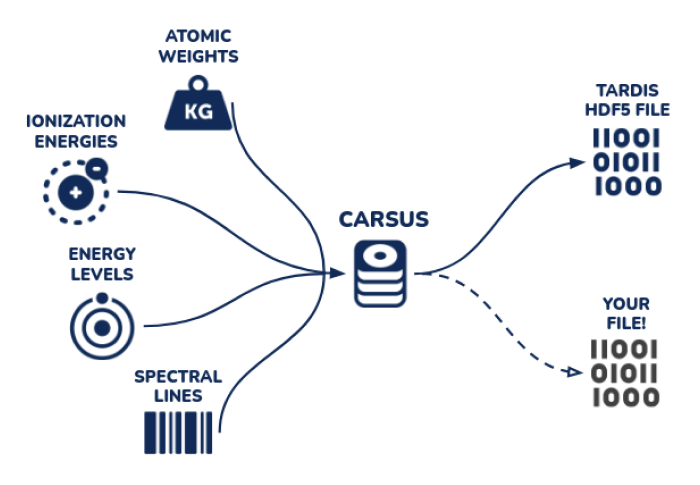 ATOMIC
WEIGHTS
KG
IONIZATION
ENERGIES
ENERGY
LEVELS
SPECTRAL
LINES
CARSUS
TARDIS
HDF5 FILE
11001
01011
1000
YOUR
FILE!
11001
01011
1000